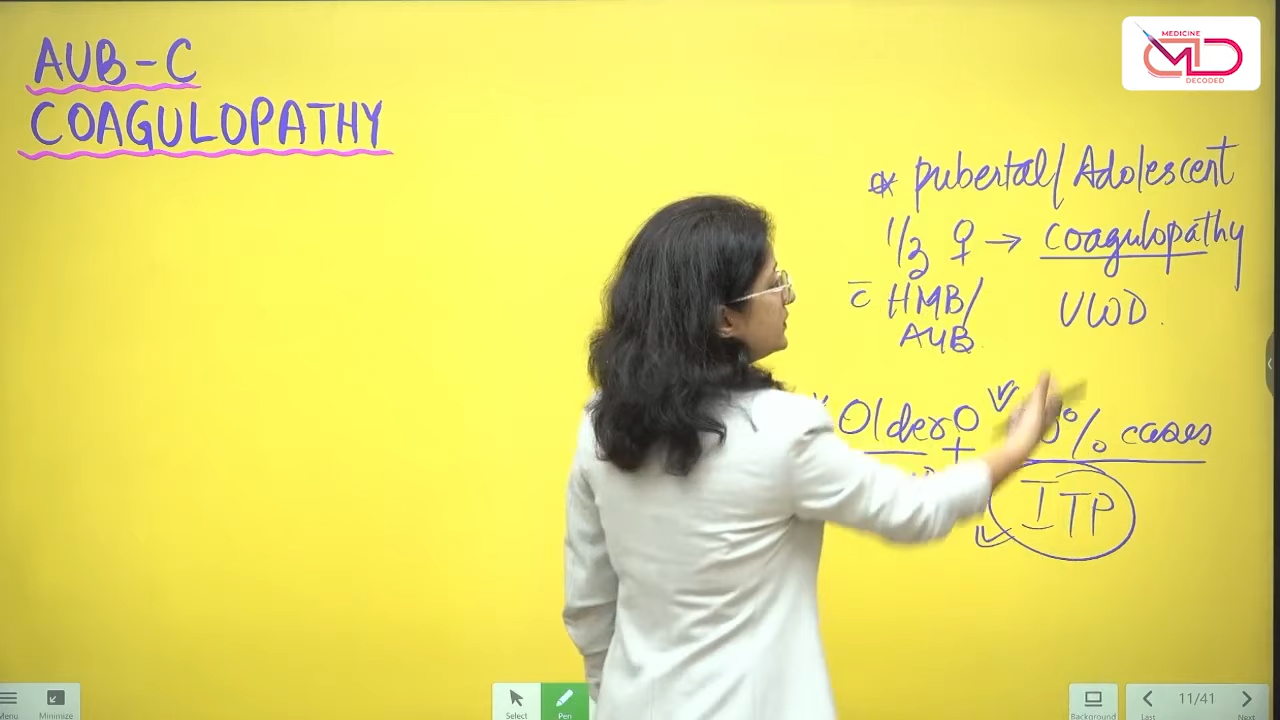 AUB-C
COAGULOPATHY
MEDICINE
MD
DECODED
* Pubertal/Adolescent
1/3 ♀ → coagulopathy
c̄ HMB/ VWD.
AUB
Older ♀ % cases
ITP
Menu
Minimize
Select
Pen
Background
Last
11/41
Next